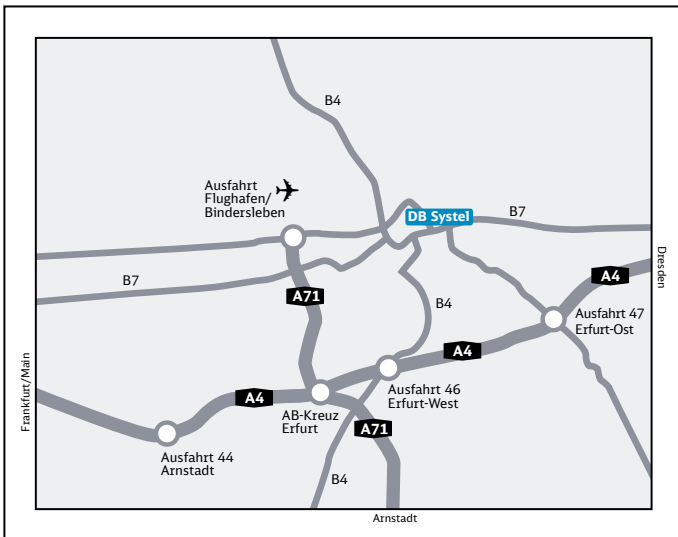 B4
Ausfahrt
Flughafen/
Bindersleben
DB Systel
B7
Dresden
A4
B7
A71
B4
Ausfahrt 47
Erfurt-Ost
A4
Frankfurt/Main
A4
AB-Kreuz
Erfurt
Ausfahrt 46
Erfurt-West
A71
Ausfahrt 44
Arnstadt
B4
Arnstadt